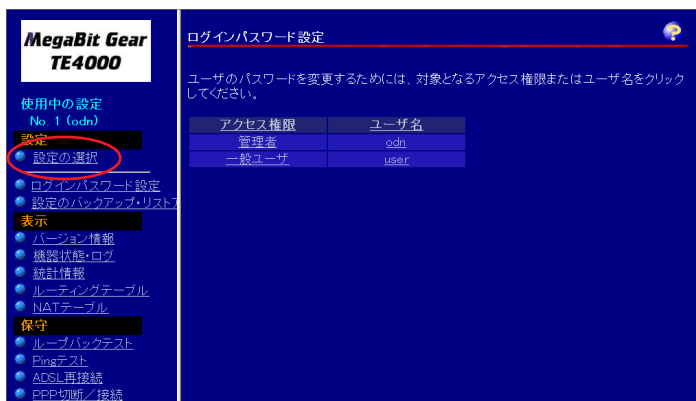 MegaBit Gear
TE4000
使用中の設定
No. 1 (odn)
設定
設定の選択
ログインパスワード設定
設定のバックアップ・リストア
表示
バージョン情報
機器状態・ログ
統計情報
ルーティングテーブル
NATテーブル
保守
ループバックテスト
Pingテスト
ADSL再接続
PPP切断／接続
ログインパスワード設定
ユーザのパスワードを変更するためには、対象となるアクセス権限またはユーザ名をクリック
してください。
アクセス権限 ユーザ名
管理者 odn
一般ユーザ user